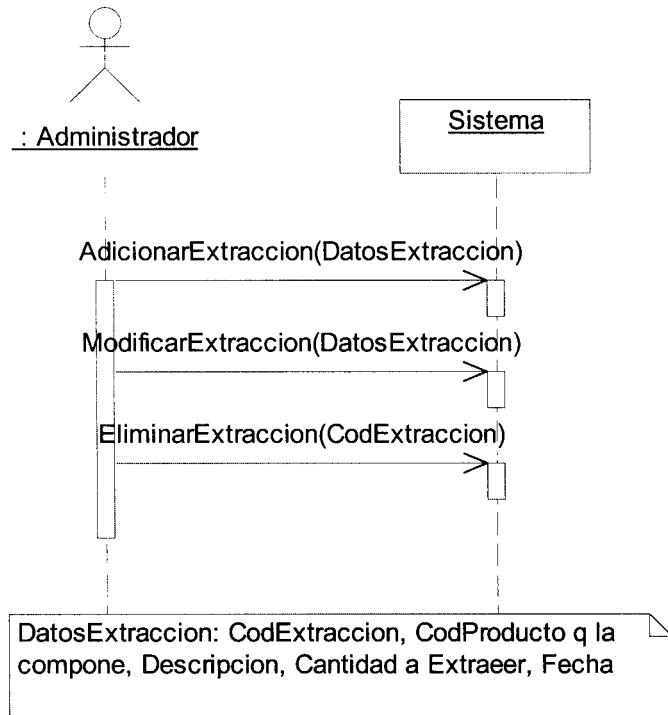 : Administrador
Sistema
AdicionarExtraccion(DatosExtraccion)
ModificarExtraccion(DatosExtraccion)
EliminarExtraccion(CodExtraccion)
DatosExtraccion: CodExtraccion, CodProducto q la
compone, Descripcion, Cantidad a Extraeer, Fecha